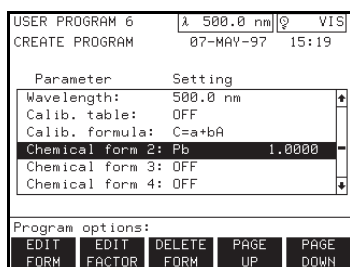 USER PROGRAM 6 λ 500.0 nm VIS
CREATE PROGRAM 07-MAY-97 15:19
Parameter Setting
Wavelength: 500.0 nm
Calib. table: OFF
Calib. formula: C=a+bA
Chemical form 2: Pb 1.0000
Chemical form 3: OFF
Chemical form 4: OFF
Program options:
EDIT EDIT DELETE PAGE PAGE
FORM FACTOR FORM UP DOWN